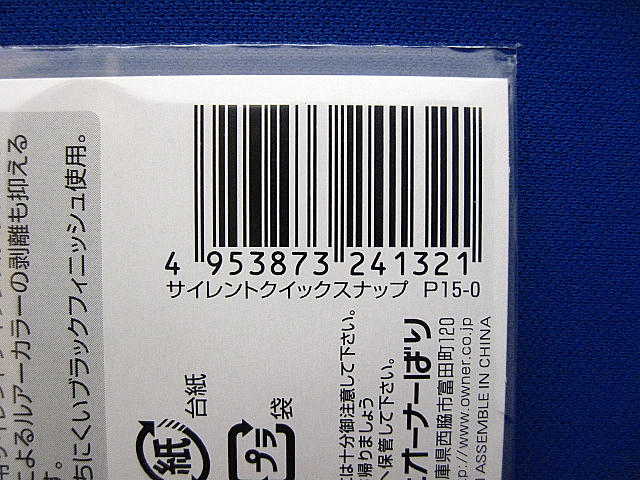 4 953873 241321
サイレントクイックスナップ P15-0
によるルアーカラーの剥離も抑える
ちにくいブラックフィニッシュ使用。
す。
紙
台紙
プラ
袋
には十分御注意して下さい。
帰りましょう
へ保管して下さい。
オーナーばり
庫県西脇市富田町120
tp://www.owner.co.jp
ASSEMBLE IN CHINA